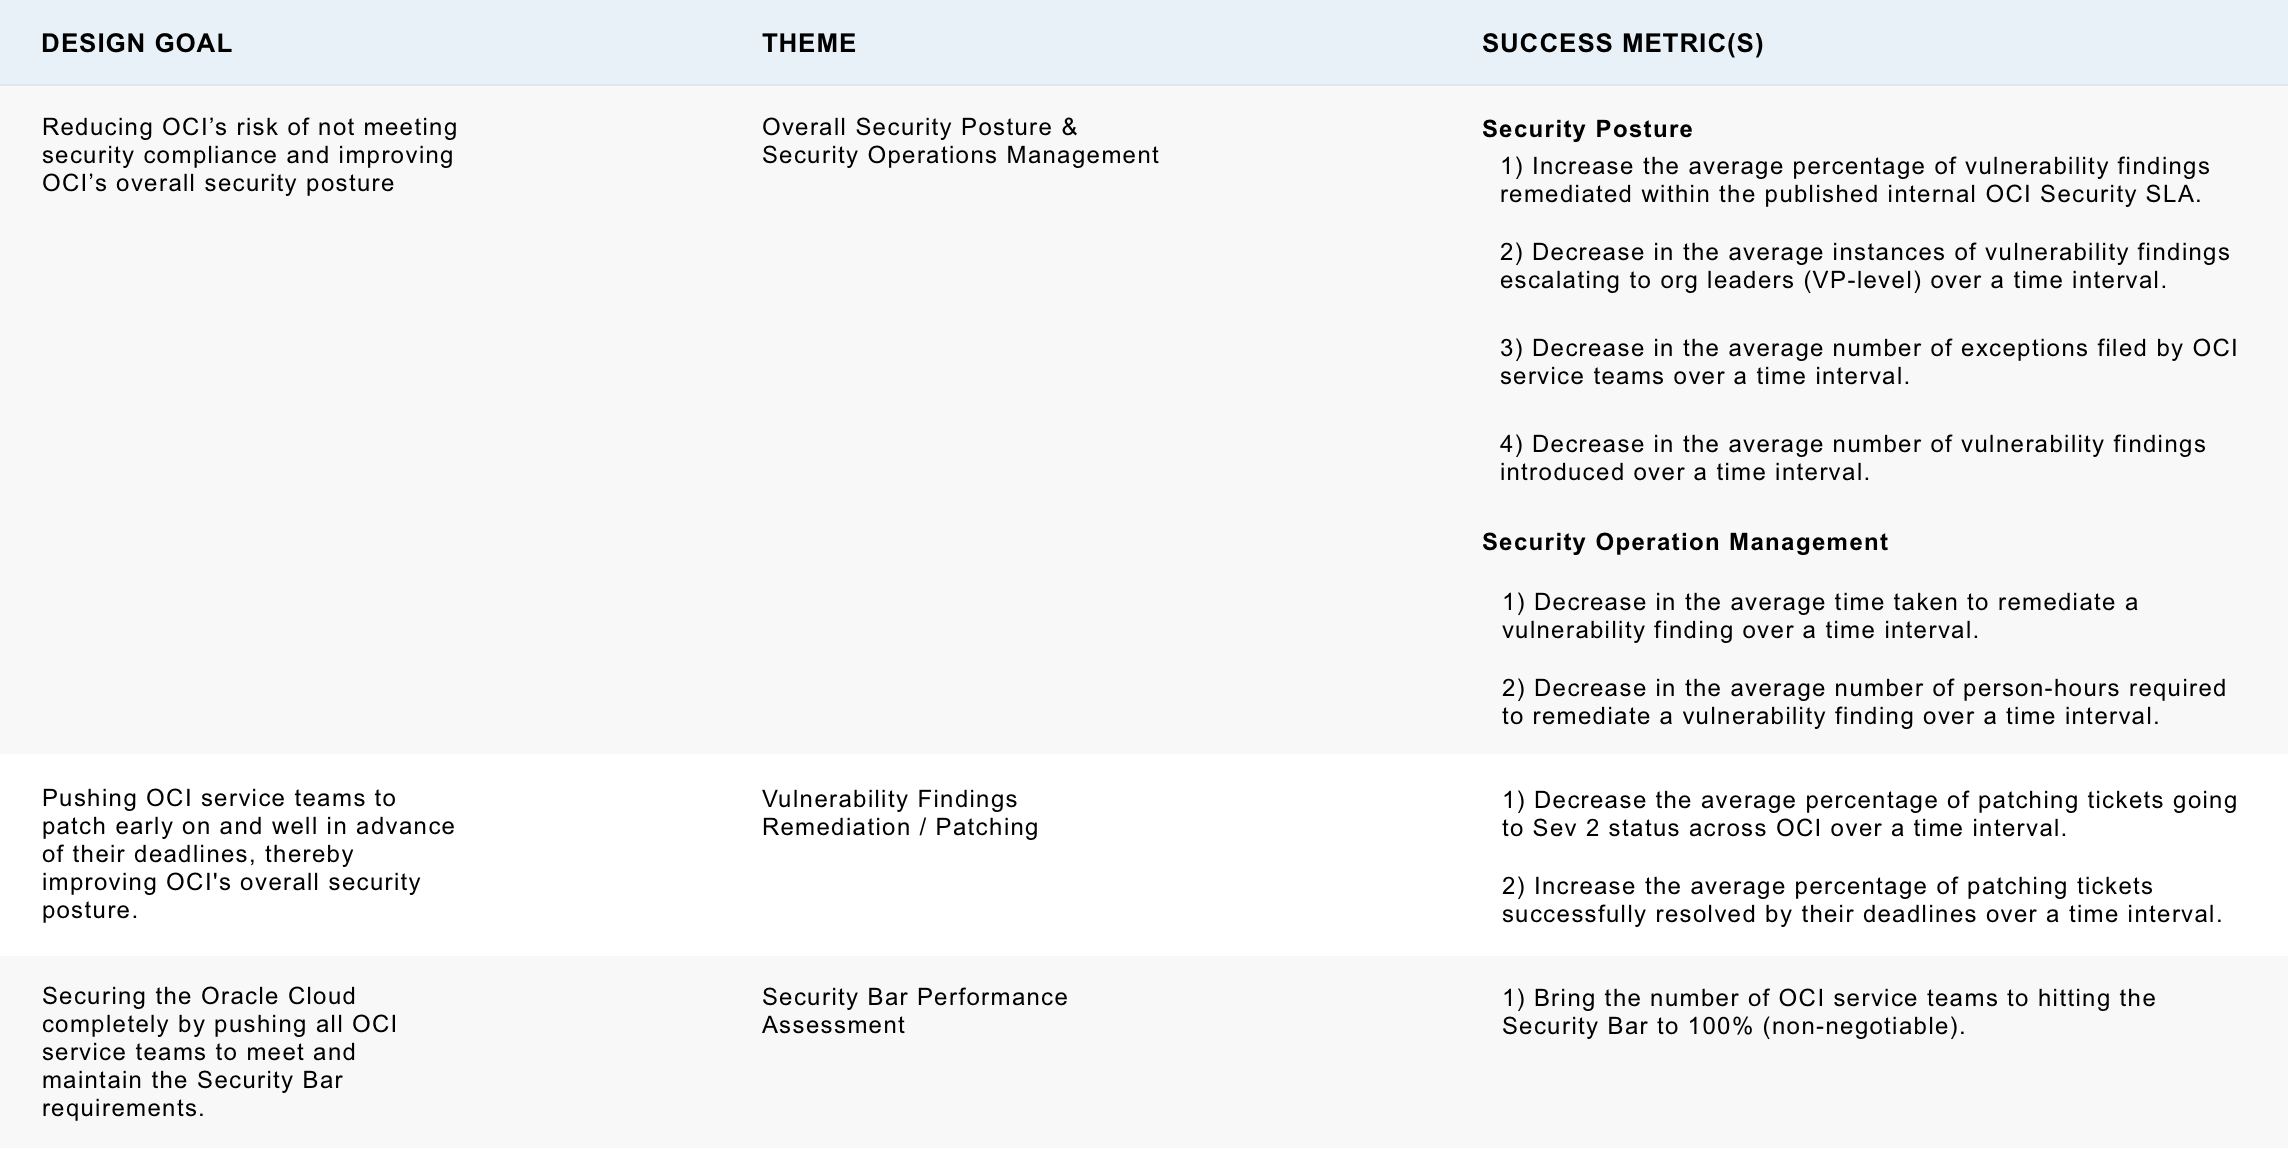 DESIGN GOAL
THEME
SUCCESS METRIC(S)
Reducing OCI’s risk of not meeting
security compliance and improving
OCI’s overall security posture
Overall Security Posture &
Security Operations Management
Security Posture
1) Increase the average percentage of vulnerability findings
remediated within the published internal OCI Security SLA.
2) Decrease in the average instances of vulnerability findings
escalating to org leaders (VP-level) over a time interval.
3) Decrease in the average number of exceptions filed by OCI
service teams over a time interval.
4) Decrease in the average number of vulnerability findings
introduced over a time interval.
Security Operation Management
1) Decrease in the average time taken to remediate a
vulnerability finding over a time interval.
2) Decrease in the average number of person-hours required
to remediate a vulnerability finding over a time interval.
Pushing OCI service teams to
patch early on and well in advance
of their deadlines, thereby
improving OCI's overall security
posture.
Vulnerability Findings
Remediation / Patching
1) Decrease the average percentage of patching tickets going
to Sev 2 status across OCI over a time interval.
2) Increase the average percentage of patching tickets
successfully resolved by their deadlines over a time interval.
Securing the Oracle Cloud
completely by pushing all OCI
service teams to meet and
maintain the Security Bar
requirements.
Security Bar Performance
Assessment
1) Bring the number of OCI service teams to hitting the
Security Bar to 100% (non-negotiable).